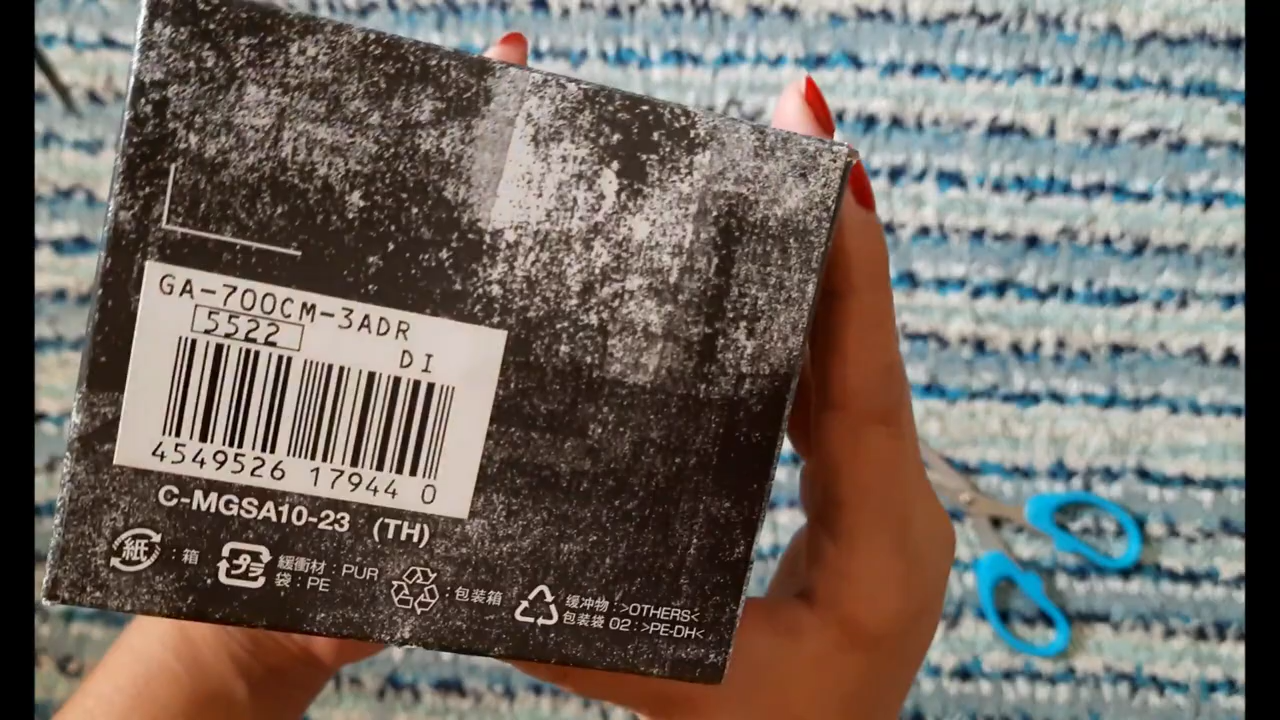 GA-700CM-3ADR
5522
DI
4549526 17944 0
C-MGSA10-23 (TH)
紙 :箱
プラ 緩衝材:PUR
袋:PE
:包装箱
缓冲物:>OTHERS<
包装袋 02:>PE-DH<